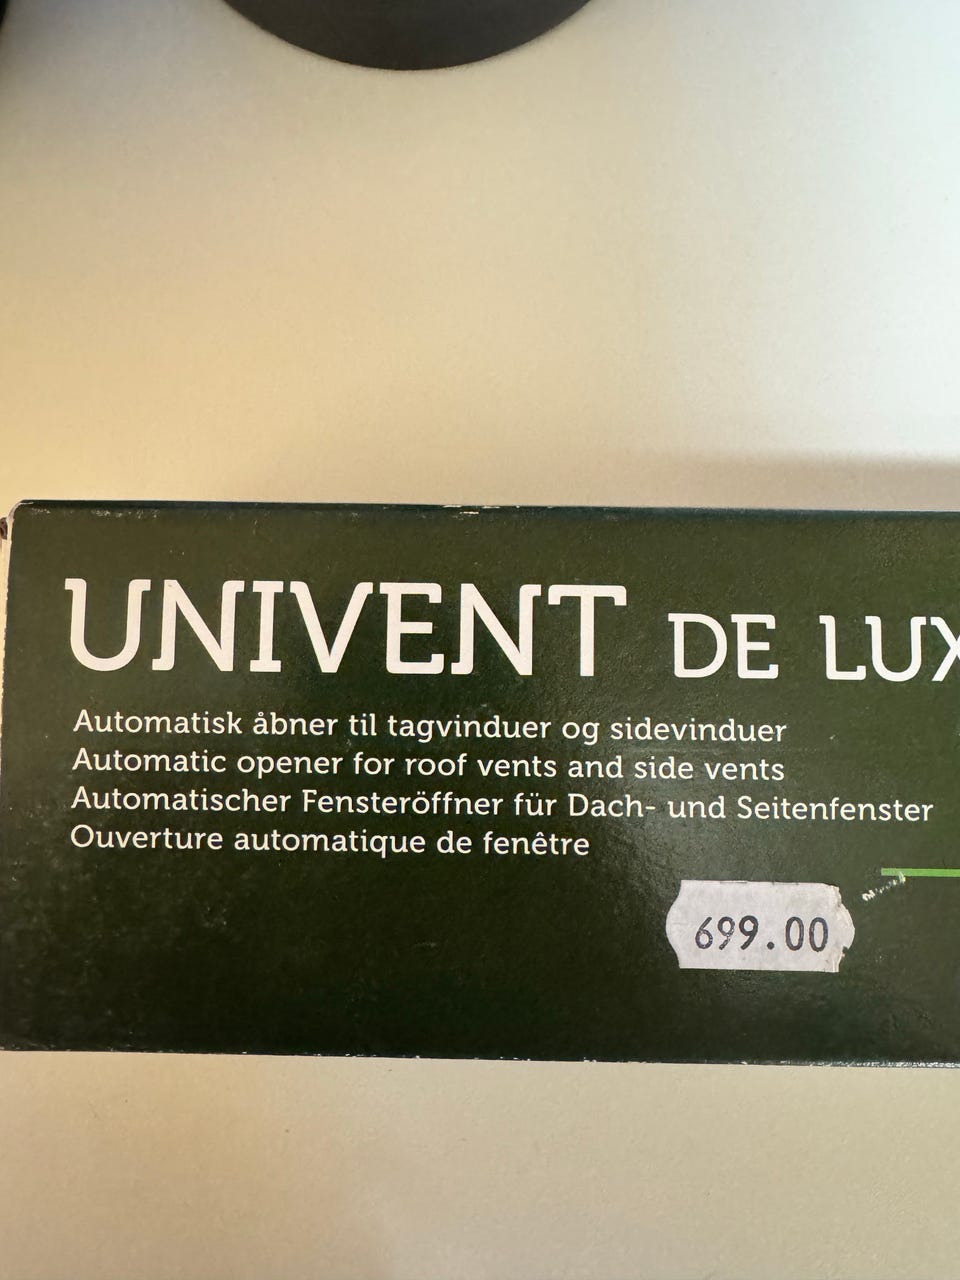 UNIVENT DE LUX
Automatisk åbner til tagvinduer og sidevinduer
Automatic opener for roof vents and side vents
Automatischer Fensteröffner für Dach- und Seitenfenster
Ouverture automatique de fenêtre
699.00